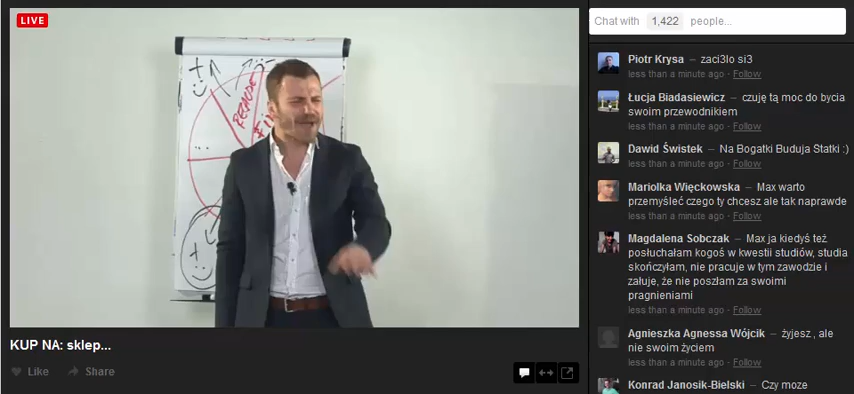 LIVE
REMODE
KUP NA: sklep...
Like
Share
Chat with 1,422 people...
Piotr Krysa – zaci3lo si3
less than a minute ago · Follow
Łucja Biadasiewicz – czuję tą moc do bycia
swoim przewodnikiem
less than a minute ago · Follow
Dawid Świstek – Na Bogatki Buduja Statki :)
less than a minute ago · Follow
Mariolka Więckowska – Max warto
przemyśleć czego ty chcesz ale tak naprawde
less than a minute ago · Follow
Magdalena Sobczak – Max ja kiedyś też
posłuchałam kogoś w kwestii studiów, studia
skończyłam, nie pracuje w tym zawodzie i
załuje, że nie poszłam za swoimi
pragnieniami
less than a minute ago · Follow
Agnieszka Agnessa Wójcik – żyjesz , ale
nie swoim życiem
less than a minute ago · Follow
Konrad Janosik-Bielski – Czy moze